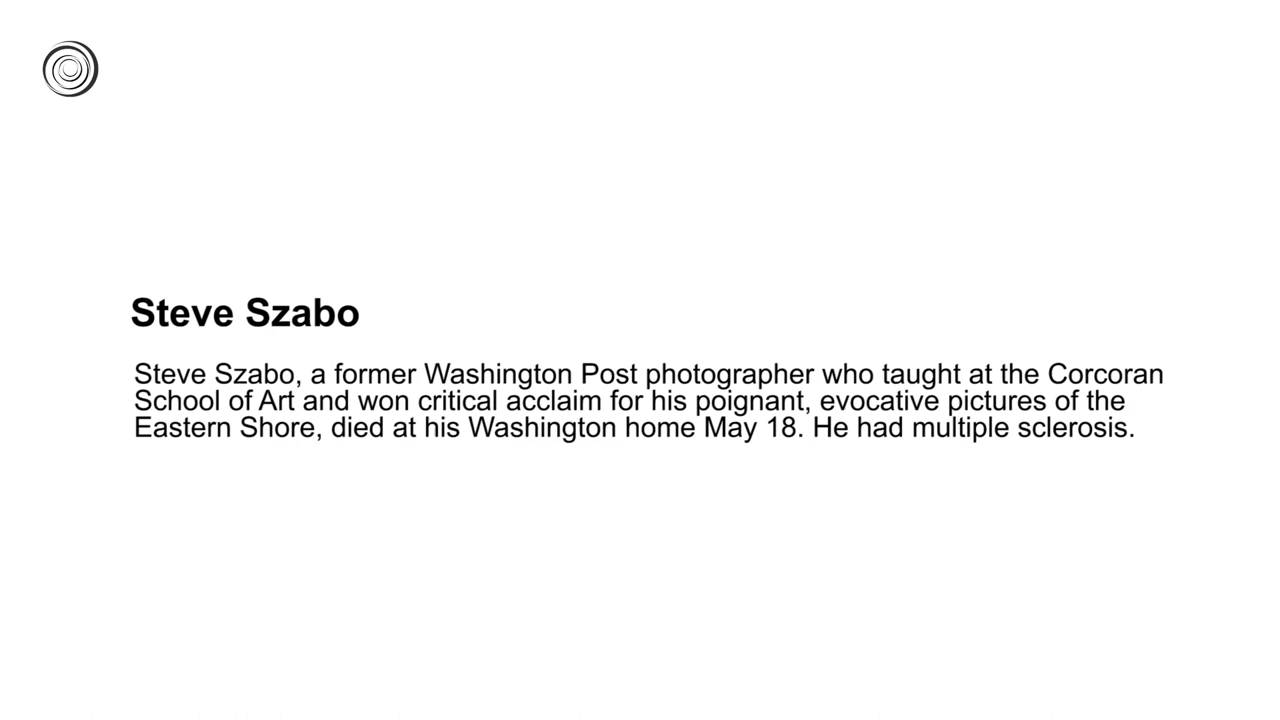 Steve Szabo
Steve Szabo, a former Washington Post photographer who taught at the Corcoran
School of Art and won critical acclaim for his poignant, evocative pictures of the
Eastern Shore, died at his Washington home May 18. He had multiple sclerosis.